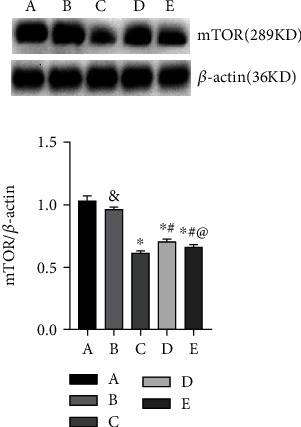 A B C D E
mTOR(289KD)
β-actin(36KD)
mTOR/β-actin
1.5
1.0
0.5
0.0
&
*
*#
*#@
A B C D E
A D
B E
C